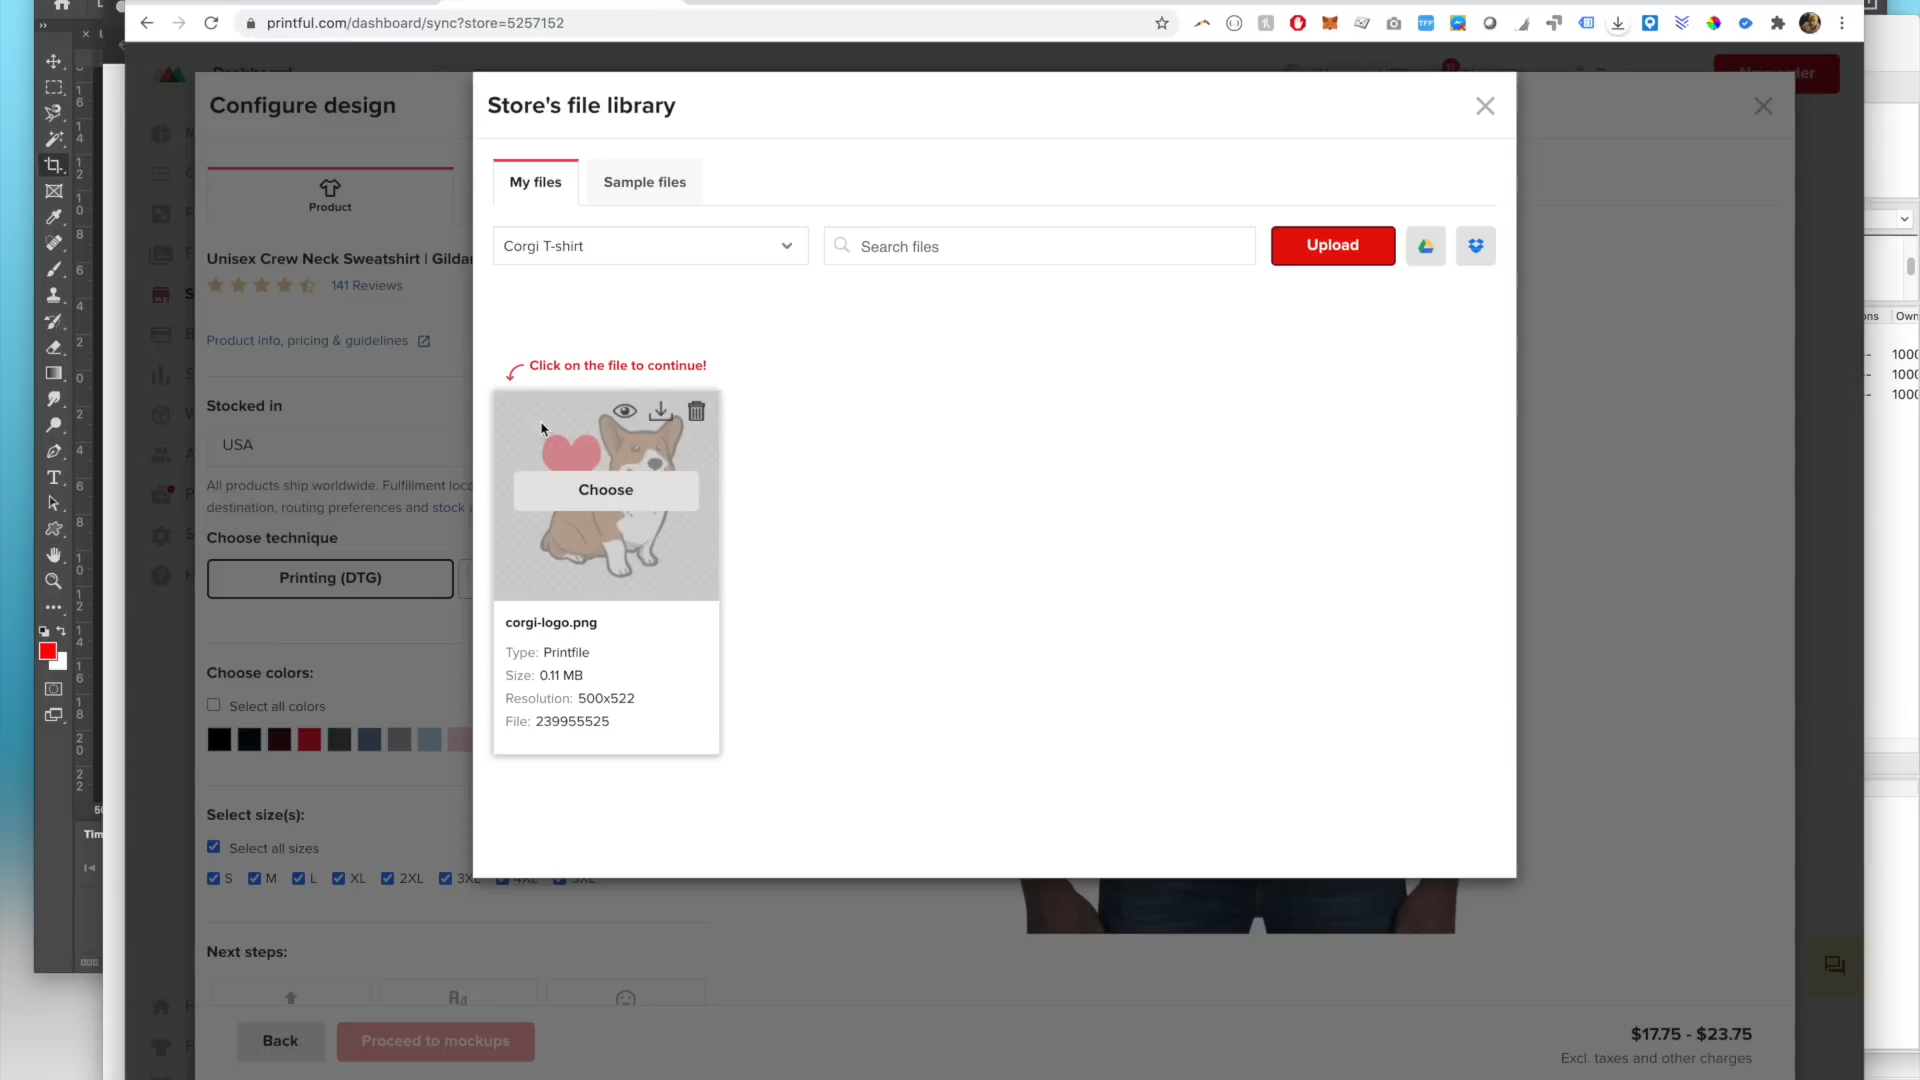 printful.com/dashboard/sync?store=5257152
Configure design
Store's file library
Product
My files
Sample files
Corgi T-shirt
Search files
Upload
Unisex Crew Neck Sweatshirt | Gildan
141 Reviews
Product info, pricing & guidelines
Click on the file to continue!
Stocked in
USA
All products ship worldwide. Fulfillment
destination, routing preferences and stock
Choose technique
Printing (DTG)
Choose
corgi-logo.png
Type: Printfile
Size: 0.11 MB
Resolution: 500x522
File: 239955525
Choose colors:
Select all colors
Select size(s):
Select all sizes
S M L XL 2XL 3XL 4XL 5XL
Next steps:
Back
Proceed to mockups
$17.75 - $23.75
Excl. taxes and other charges